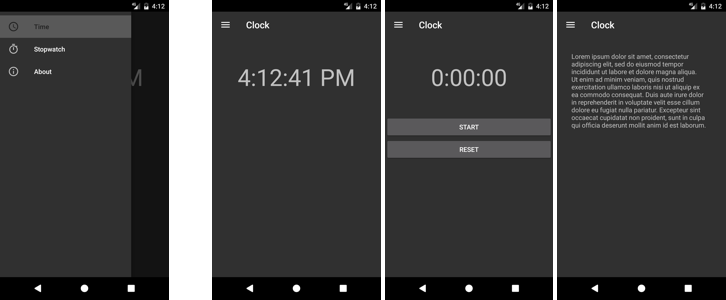 4:12
Time
Stopwatch
About
M
4:12
Clock
4:12:41 PM
4:12
Clock
0:00:00
START
RESET
4:12
Clock
Lorem ipsum dolor sit amet, consectetur
adipiscing elit, sed do eiusmod tempor
incididunt ut labore et dolore magna aliqua.
Ut enim ad minim veniam, quis nostrud
exercitation ullamco laboris nisi ut aliquip ex
ea commodo consequat. Duis aute irure dolor
in reprehenderit in voluptate velit esse cillum
dolore eu fugiat nulla pariatur. Excepteur sint
occaecat cupidatat non proident, sunt in culpa
qui officia deserunt mollit anim id est laborum.